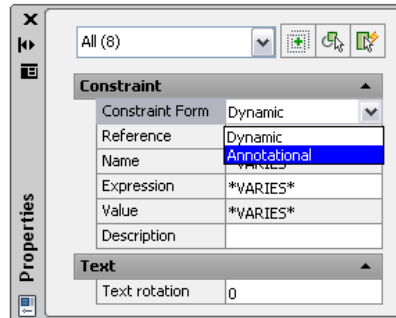 All (8)
Constraint
Constraint Form Dynamic
Reference Dynamic
Annotational
Name *VARIES*
Expression *VARIES*
Value *VARIES*
Description
Text
Text rotation 0
Properties